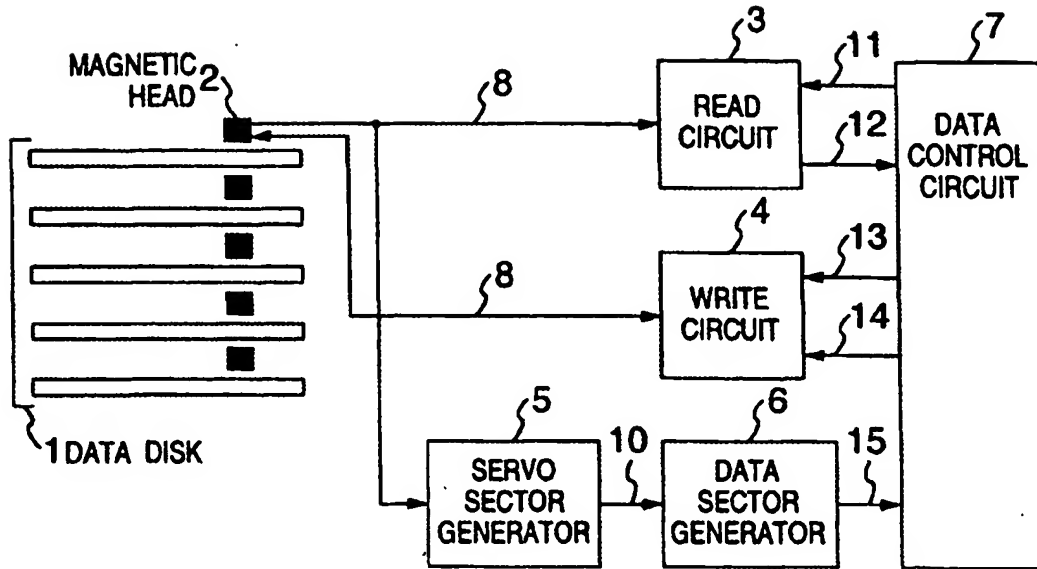 MAGNETIC
HEAD
2
8
3
READ
CIRCUIT
11
12
7
DATA
CONTROL
CIRCUIT
8
4
WRITE
CIRCUIT
13
14
1 DATA DISK
5
SERVO
SECTOR
GENERATOR
10
6
DATA
SECTOR
GENERATOR
15